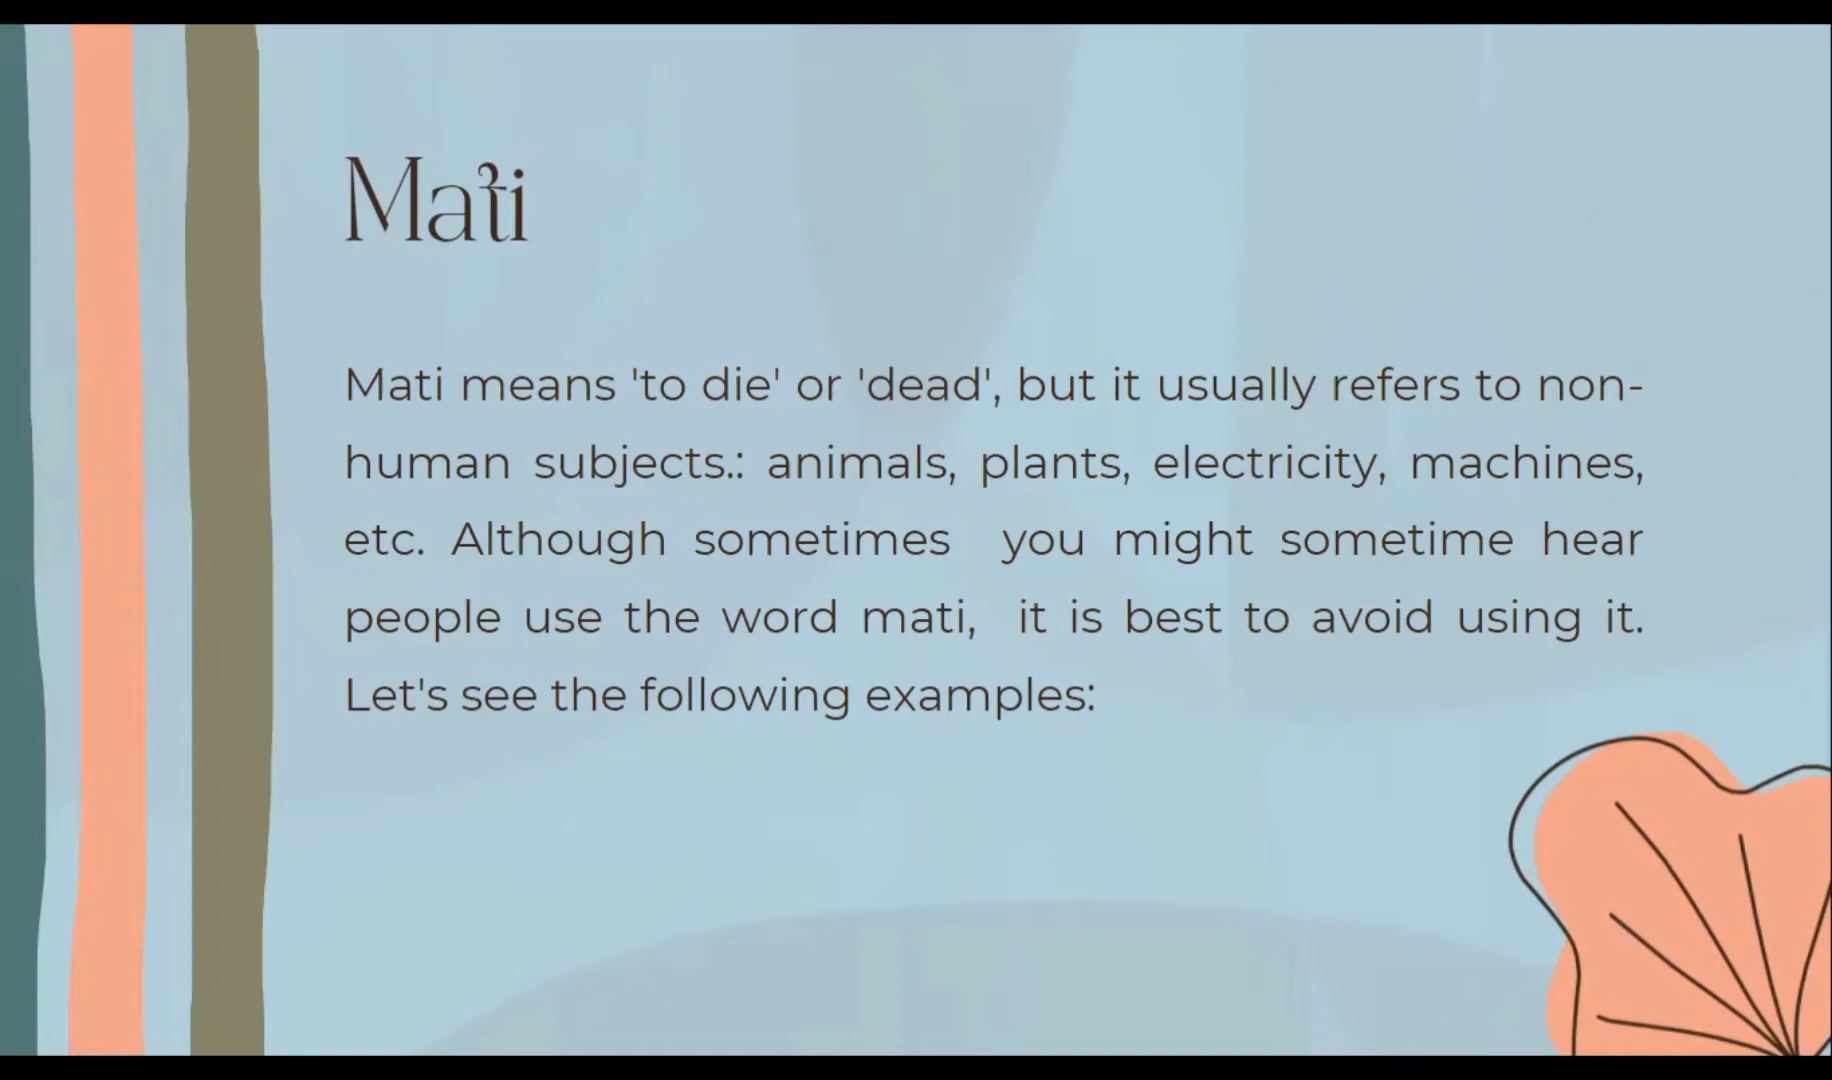 Mati
Mati means 'to die' or 'dead', but it usually refers to non-
human subjects.: animals, plants, electricity, machines,
etc. Although sometimes you might sometime hear
people use the word mati, it is best to avoid using it.
Let's see the following examples: